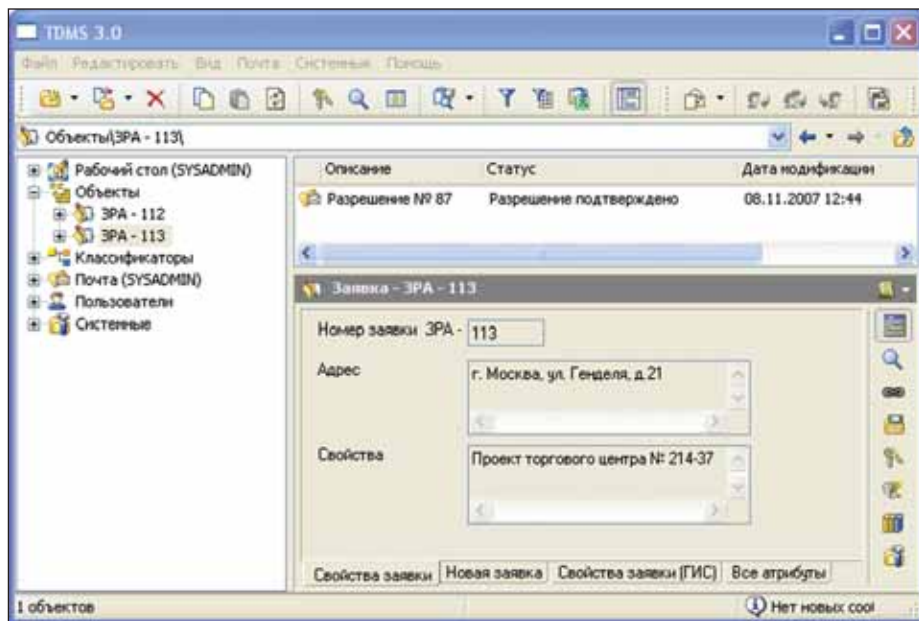 TDMS 3.0
Файл Редактировать Вид Почта Системные Помощь
Объекты\ЗРА - 113\
Рабочий стол (SYSADMIN)
Объекты
ЗРА - 112
ЗРА - 113
Классификаторы
Почта (SYSADMIN)
Пользователи
Системные
Описание Статус Дата модификации
Разрешение № 87 Разрешение подтверждено 08.11.2007 12:44
Заявка - ЗРА - 113
Номер заявки ЗРА - 113
Адрес г. Москва, ул. Генделя, д.21
Свойства Проект торгового центра № 214-37
Свойства заявки Новая заявка Свойства заявки (ГИС) Все атрибуты
1 объектов Нет новых сооб